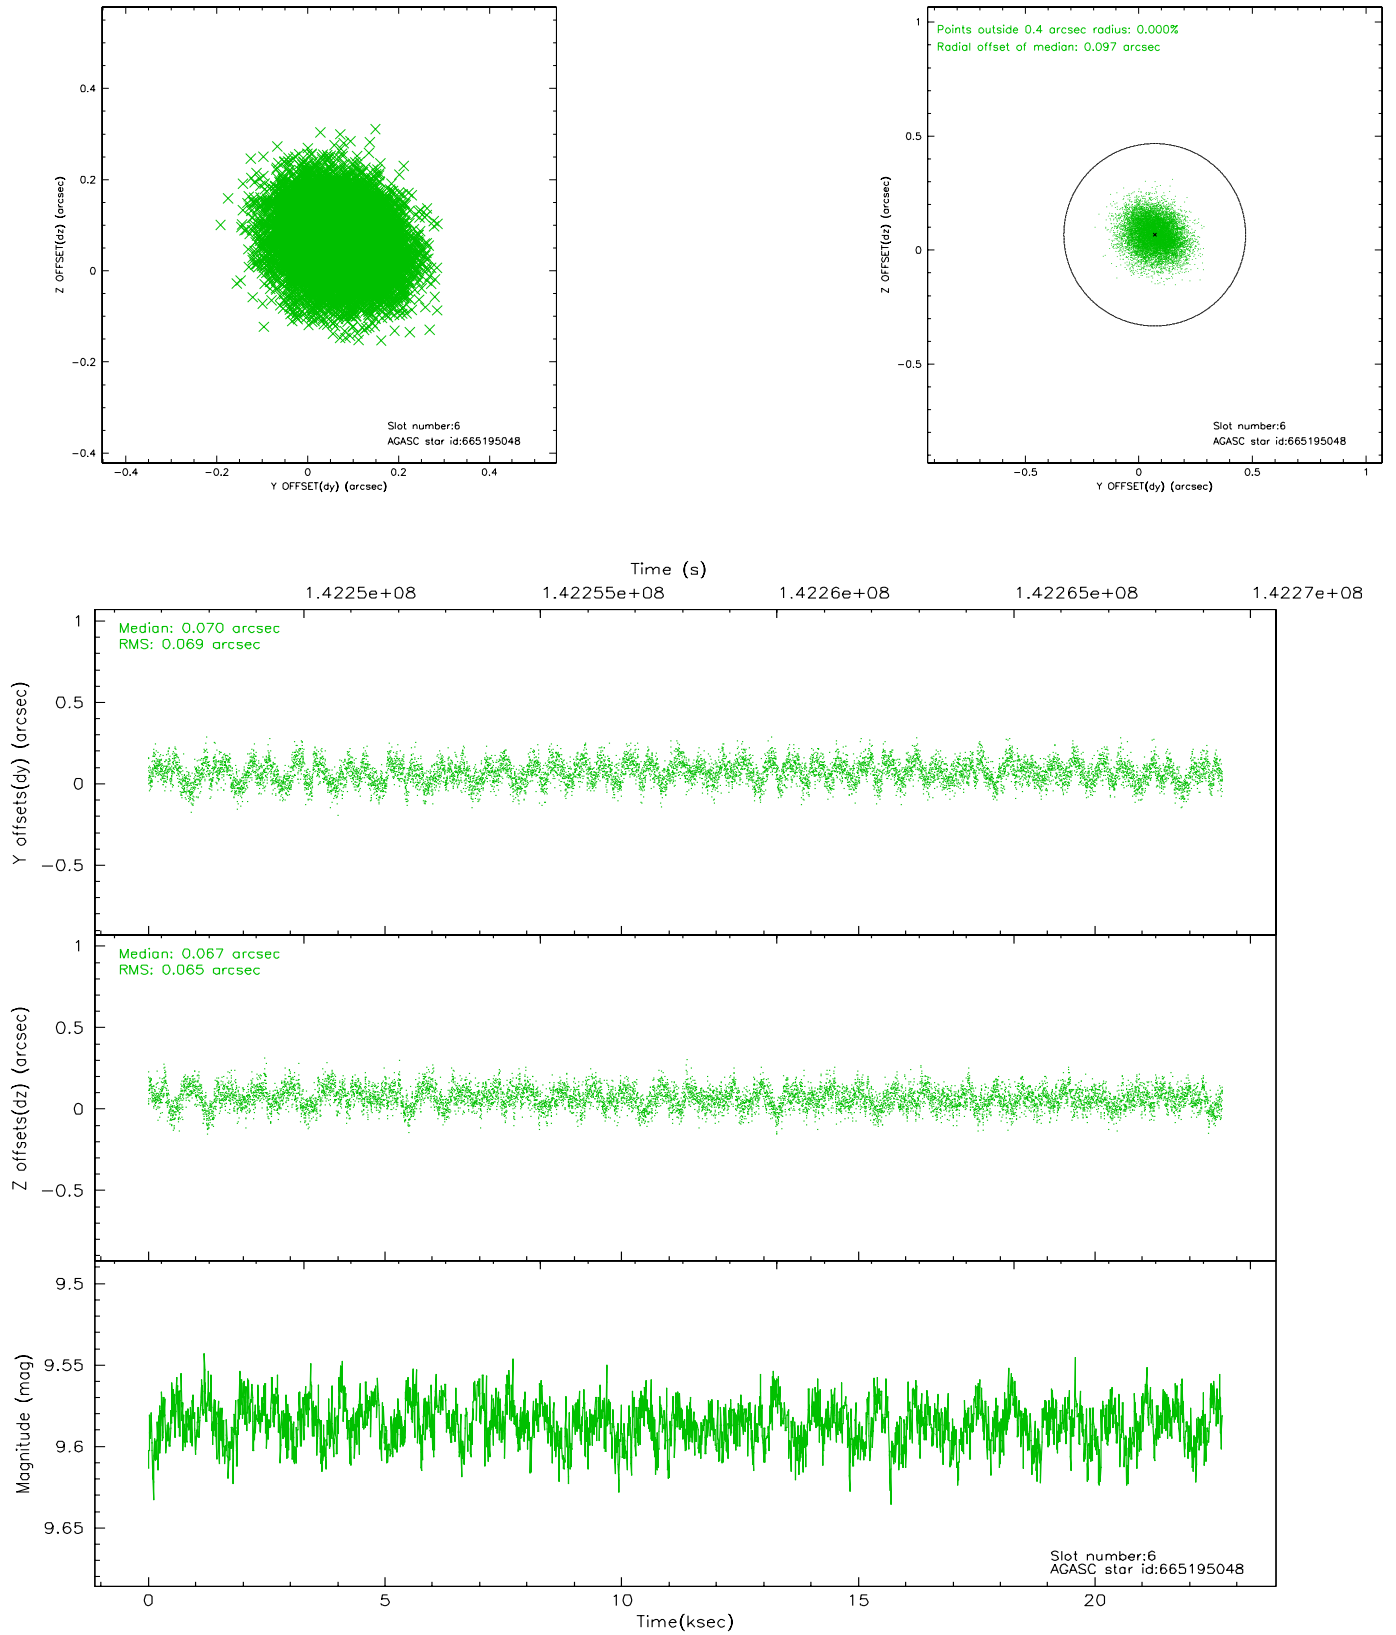 0.4
0.2
0
−0.2
−0.4
Z OFFSET(dz) (arcsec)
Slot number:6
AGASC star id:665195048
−0.4 −0.2 0 0.2 0.4
Y OFFSET(dy) (arcsec)
Points outside 0.4 arcsec radius: 0.000%
Radial offset of median: 0.097 arcsec
1
0.5
0
−0.5
Z OFFSET(dz) (arcsec)
Slot number:6
AGASC star id:665195048
−0.5 0 0.5 1
Y OFFSET(dy) (arcsec)
Time (s)
1.4225e+08 1.42255e+08 1.4226e+08 1.42265e+08 1.4227e+08
Median: 0.070 arcsec
RMS: 0.069 arcsec
1
0.5
0
−0.5
Y offsets(dy) (arcsec)
Median: 0.067 arcsec
RMS: 0.065 arcsec
1
0.5
0
−0.5
Z offsets(dz) (arcsec)
9.5
9.55
9.6
9.65
Magnitude (mag)
Slot number:6
AGASC star id:665195048
0 5 10 15 20
Time(ksec)